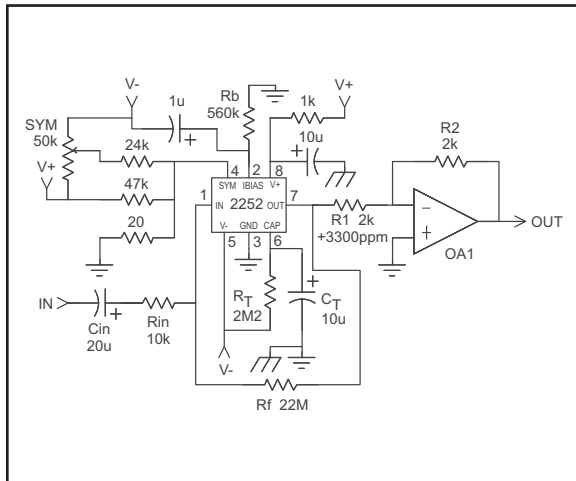 V-
1u
Rb
560k
1k
V+
SYM
50k
V+
24k
47k
20
10u
R2
2k
4 2 8
SYM IBIAS V+
1 IN 2252 OUT 7
V- GND CAP
5 3 6
R1 2k
+3300ppm
−
+
OA1
OUT
IN
+
Cin
20u
Rin
10k
RT
2M2
+
CT
10u
V-
Rf 22M